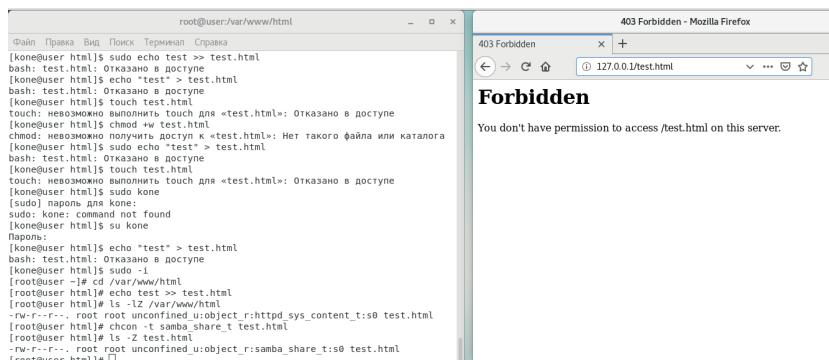 root@user:/var/www/html
Файл Правка Вид Поиск Терминал Справка
[kone@user html]$ sudo echo test >> test.html
bash: test.html: Отказано в доступе
[kone@user html]$ echo "test" > test.html
bash: test.html: Отказано в доступе
[kone@user html]$ touch test.html
touch: невозможно выполнить touch для «test.html»: Отказано в доступе
[kone@user html]$ chmod +w test.html
chmod: невозможно получить доступ к «test.html»: Нет такого файла или каталога
[kone@user html]$ sudo echo "test" > test.html
bash: test.html: Отказано в доступе
[kone@user html]$ touch test.html
touch: невозможно выполнить touch для «test.html»: Отказано в доступе
[kone@user html]$ sudo kone
[sudo] пароль для kone:
sudo: kone: command not found
[kone@user html]$ su kone
Пароль:
[kone@user html]$ echo "test" > test.html
bash: test.html: Отказано в доступе
[kone@user html]$ sudo -i
[root@user ~]# cd /var/www/html
[root@user html]# echo test >> test.html
[root@user html]# ls -lZ /var/www/html
-rw-r--r--. root root unconfined_u:object_r:httpd_sys_content_t:s0 test.html
[root@user html]# chcon -t samba_share_t test.html
[root@user html]# ls -Z test.html
-rw-r--r--. root root unconfined_u:object_r:samba_share_t:s0 test.html
[root@user html]#
403 Forbidden - Mozilla Firefox
403 Forbidden
127.0.0.1/test.html
Forbidden
You don't have permission to access /test.html on this server.